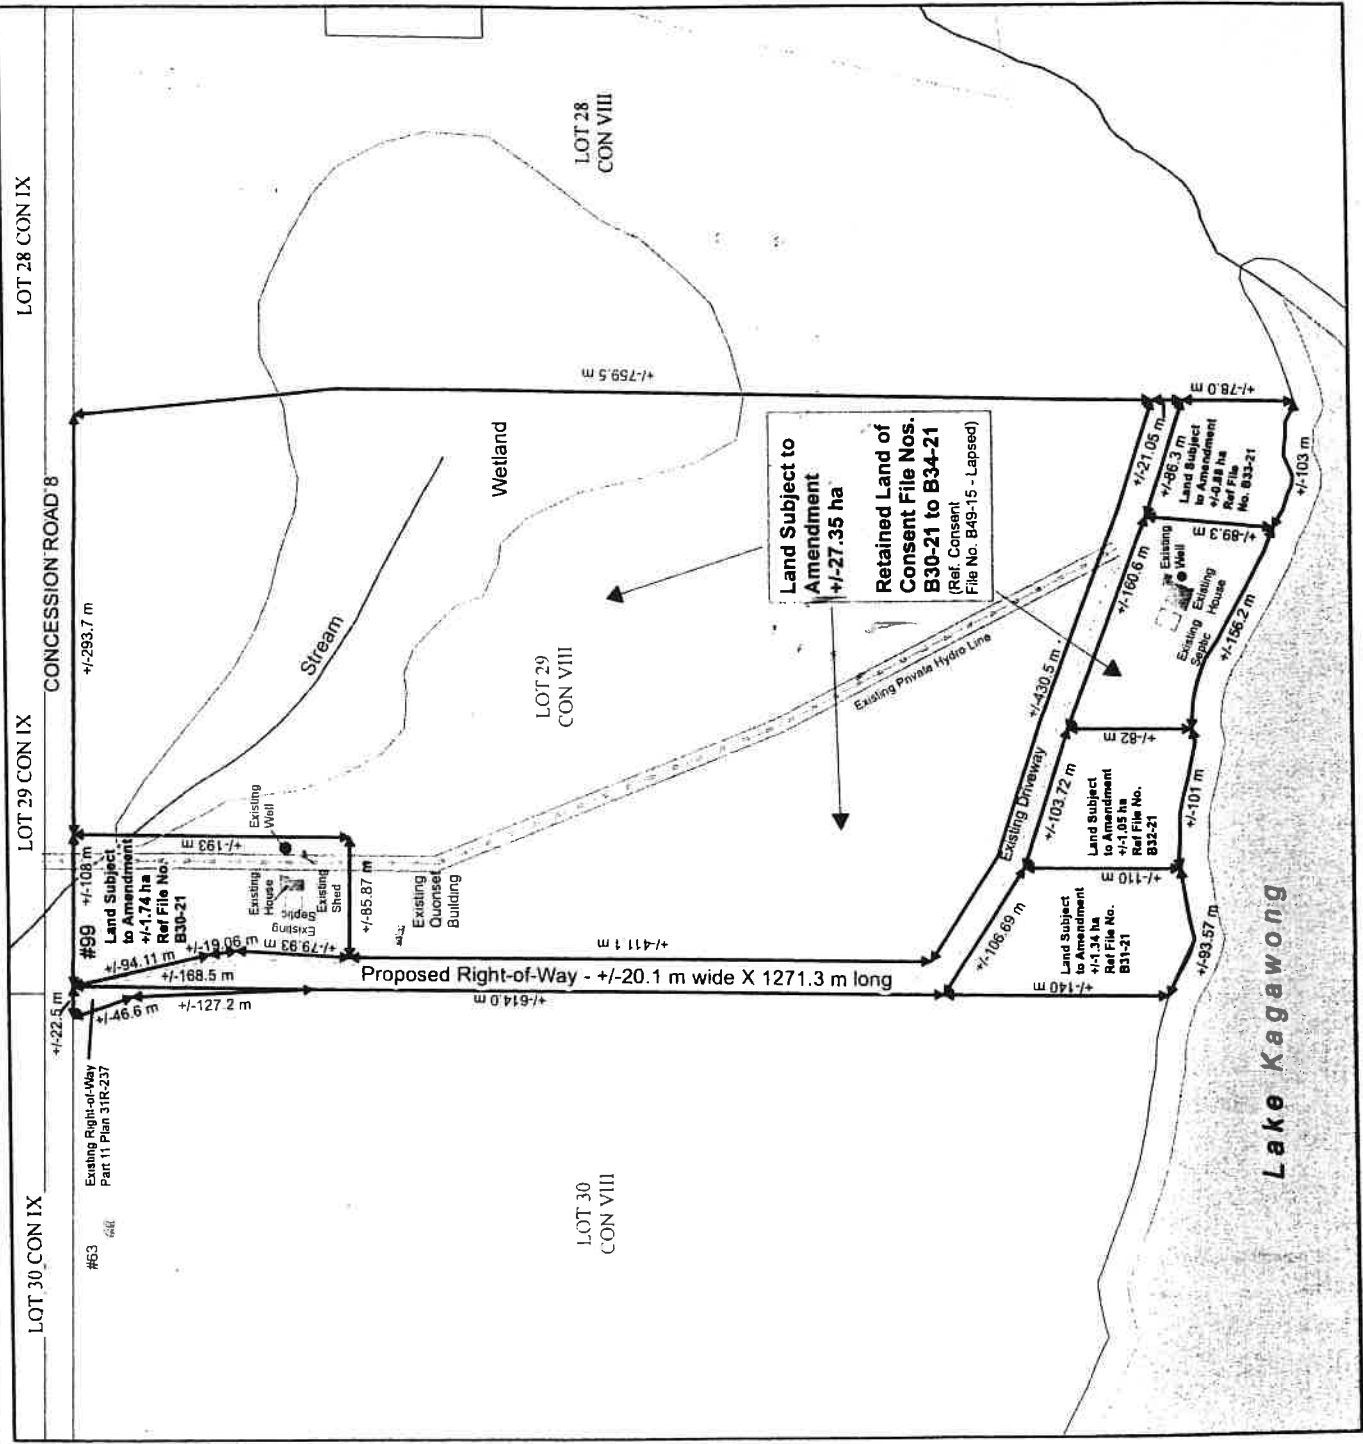 LOT 28 CON IX
LOT 29 CON IX
LOT 30 CON IX
CONCESSION ROAD 8
+/-293.7 m
LOT 28
CON VIII
+/-759.5 m
Wetland
Stream
LOT 29
CON VIII
Land Subject to
Amendment
+/-27.35 ha
Retained Land of
Consent File Nos.
B30-21 to B34-21
(Ref. Consent
File No. B49-15 - Lapsed)
+/-78.0 m
+/-21.05 m
+/-86.3 m
Land Subject
to Amendment
+/-0.88 ha
Ref File
No. B33-21
+/-103 m
+/-89.3 m
+/-160.6 m
Existing
Well
Existing
House
Existing
Septic
+/-156.2 m
+/-430.5 m
Existing Private Hydro Line
+/-82 m
Existing Driveway
+/-103.72 m
Land Subject
to Amendment
+/-1.05 ha
Ref File No.
B32-21
+/-101 m
+/-110 m
+/-106.69 m
Land Subject
to Amendment
+/-1.34 ha
Ref File No.
B31-21
+/-93.57 m
+/-140 m
#99
+/-108 m
Land Subject
to Amendment
+/-1.74 ha
Ref File No.
B30-21
+/-193 m
Existing
Well
Existing
House
Existing
Septic
Existing
Shed
+/-85.87 m
Existing
Quonset
Building
+/-94.11 m
+/-19.06 m
+/-79.93 m
+/-168.5 m
+/-411.1 m
Proposed Right-of-Way - +/-20.1 m wide X 1271.3 m long
+/-614.0 m
+/-22.5 m
+/-46.6 m
+/-127.2 m
Existing Right-of-Way
Part 11 Plan 31R-237
#63
LOT 30
CON VIII
Lake Kagawong